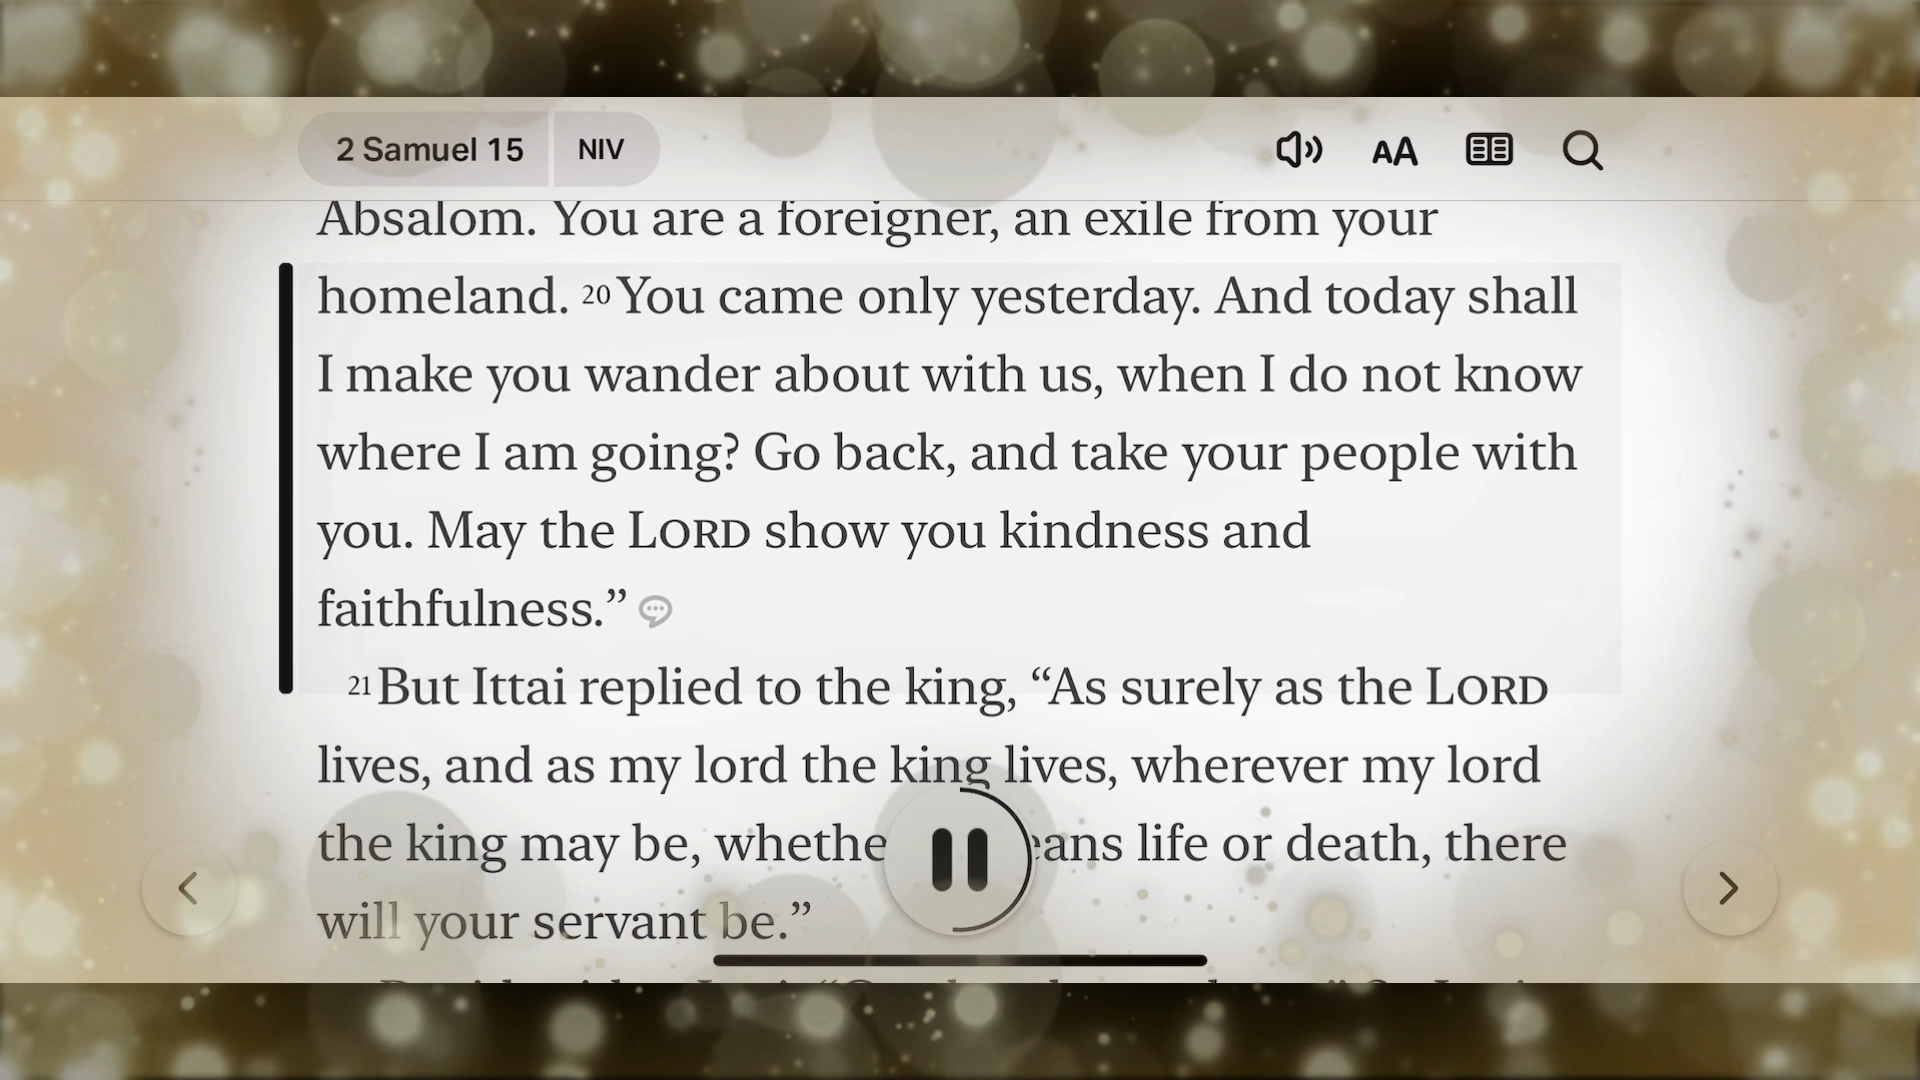 2 Samuel 15 NIV AA
Absalom. You are a foreigner, an exile from your
homeland. 20 You came only yesterday. And today shall
I make you wander about with us, when I do not know
where I am going? Go back, and take your people with
you. May the LORD show you kindness and
faithfulness.”
21 But Ittai replied to the king, “As surely as the LORD
lives, and as my lord the king lives, wherever my lord
the king may be, life or death, there
will your servant be.”